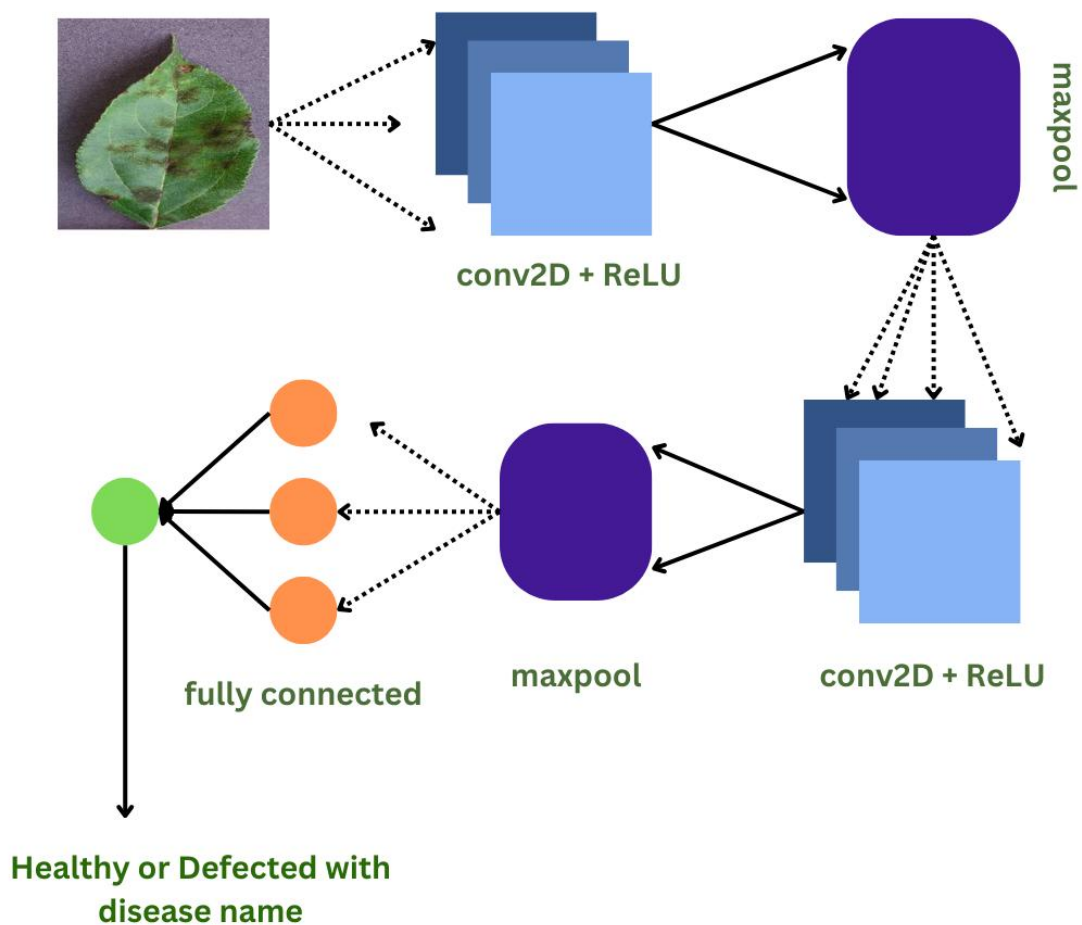 conv2D + ReLU
maxpool
conv2D + ReLU
maxpool
fully connected
Healthy or Defected with
disease name